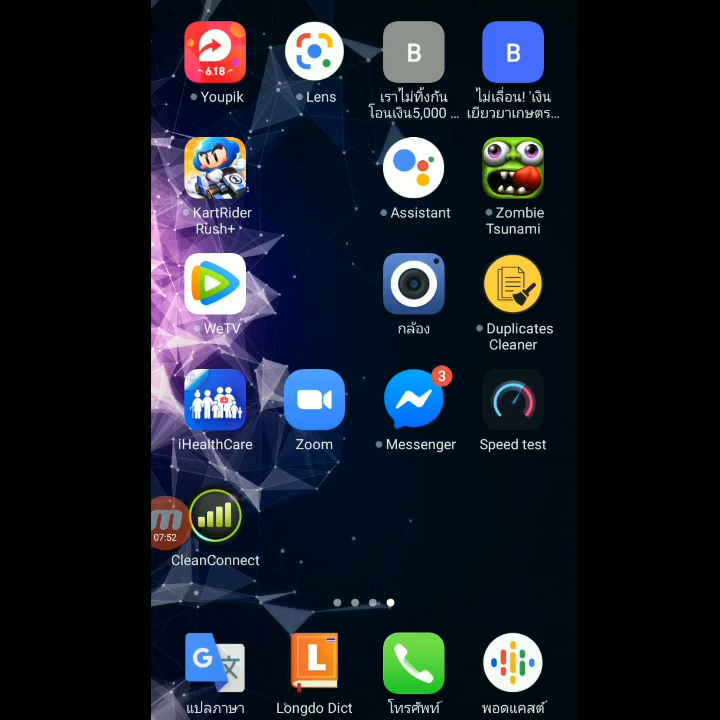 6.18
B
B
Youpik
Lens
เราไม่ทิ้งกัน
โอนเงิน5,000 ...
ไม่เลื่อน! 'เงิน
เยียวยาเกษตร...
KartRider
Rush+
Assistant
Zombie
Tsunami
WeTV
กล้อง
Duplicates
Cleaner
3
iHealthCare
Zoom
Messenger
Speed test
m
07:52
CleanConnect
G
文
L
แปลภาษา
Longdo Dict
โทรศัพท์
พอดแคสต์